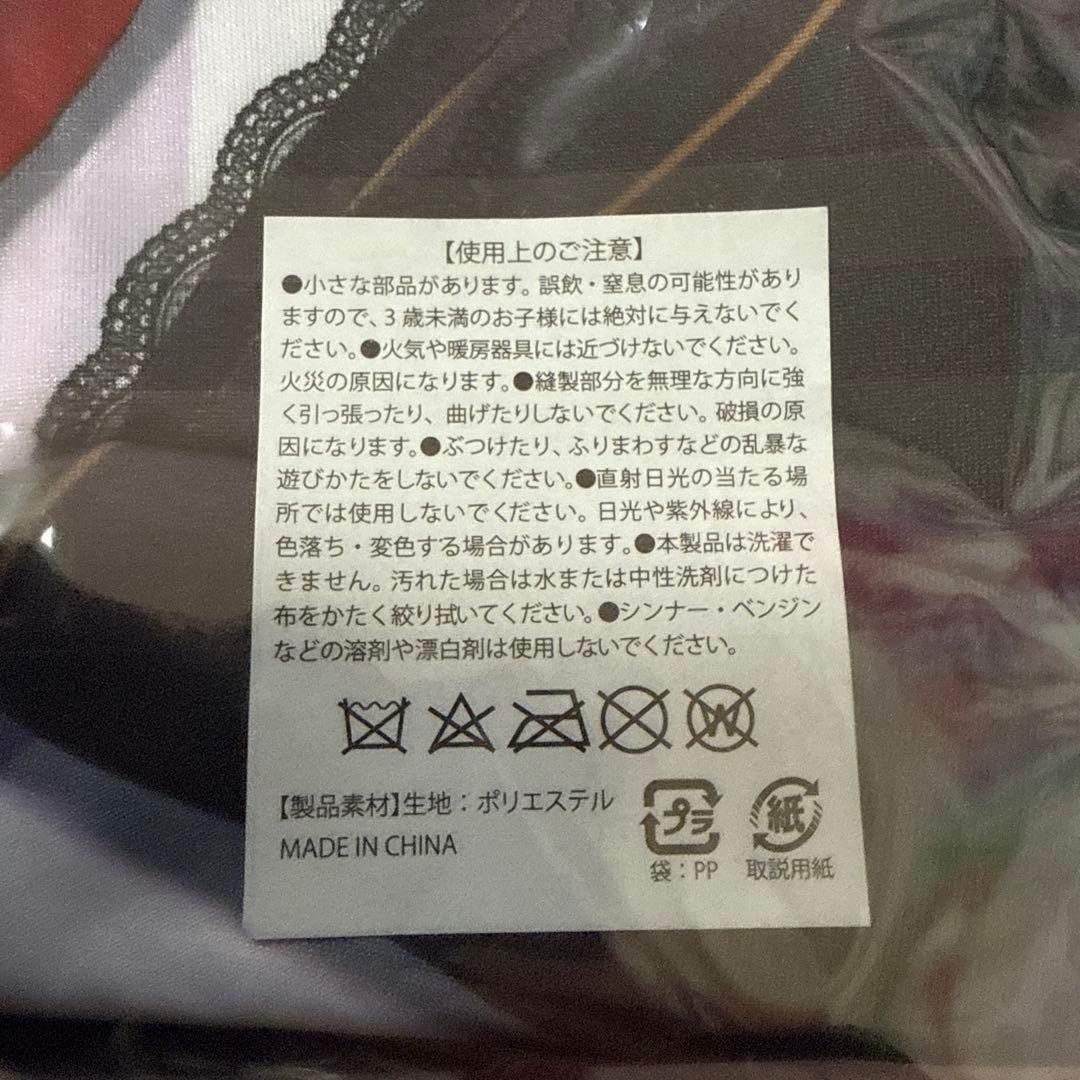 【使用上のご注意】
●小さな部品があります。誤飲・窒息の可能性があり
ますので、3歳未満のお子様には絶対に与えないでく
ださい。●火気や暖房器具には近づけないでください。
火災の原因になります。●縫製部分を無理な方向に強
く引っ張ったり、曲げたりしないでください。破損の原
因になります。●ぶつけたり、ふりまわすなどの乱暴な
遊びかたをしないでください。●直射日光の当たる場
所では使用しないでください。日光や紫外線により、
色落ち・変色する場合があります。●本製品は洗濯で
きません。汚れた場合は水または中性洗剤につけた
布をかたく絞り拭いてください。●シンナー・ベンジン
などの溶剤や漂白剤は使用しないでください。
W
【製品素材】生地：ポリエステル
MADE IN CHINA
プラ
袋：PP
紙
取説用紙